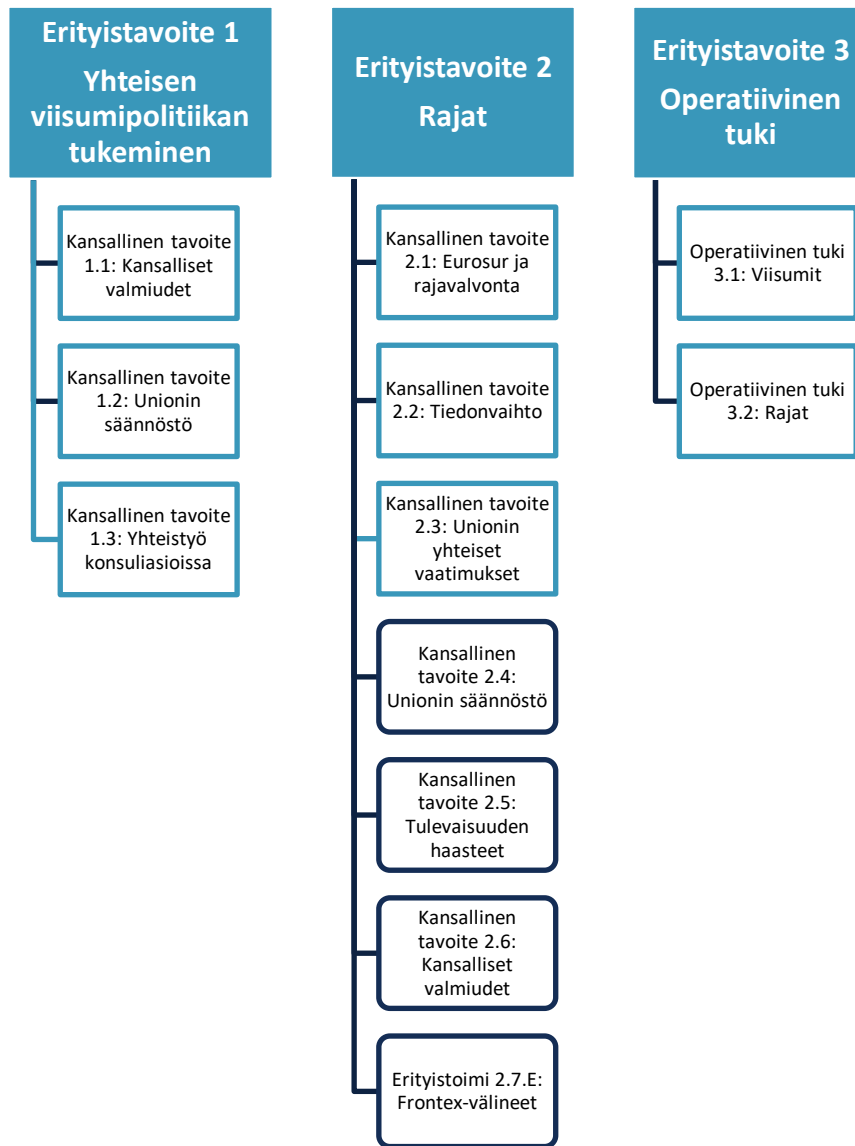 Erityistavoite 1
Yhteisen
viisumipolitiikan
tukeminen
Kansallinen tavoite
1.1: Kansalliset
valmiudet
Kansallinen tavoite
1.2: Unionin
säännöstö
Kansallinen tavoite
1.3: Yhteistyö
konsuliasioissa
Erityistavoite 2
Rajat
Kansallinen tavoite
2.1: Eurosur ja
rajavalvonta
Kansallinen tavoite
2.2: Tiedonvaihto
Kansallinen tavoite
2.3: Unionin
yhteiset
vaatimukset
Kansallinen
tavoite 2.4:
Unionin säännöstö
Kansallinen
tavoite 2.5:
Tulevaisuuden
haasteet
Kansallinen
tavoite 2.6:
Kansalliset
valmiudet
Erityistoimi 2.7.E:
Frontex-välineet
Erityistavoite 3
Operatiivinen
tuki
Operatiivinen tuki
3.1: Viisumit
Operatiivinen tuki
3.2: Rajat